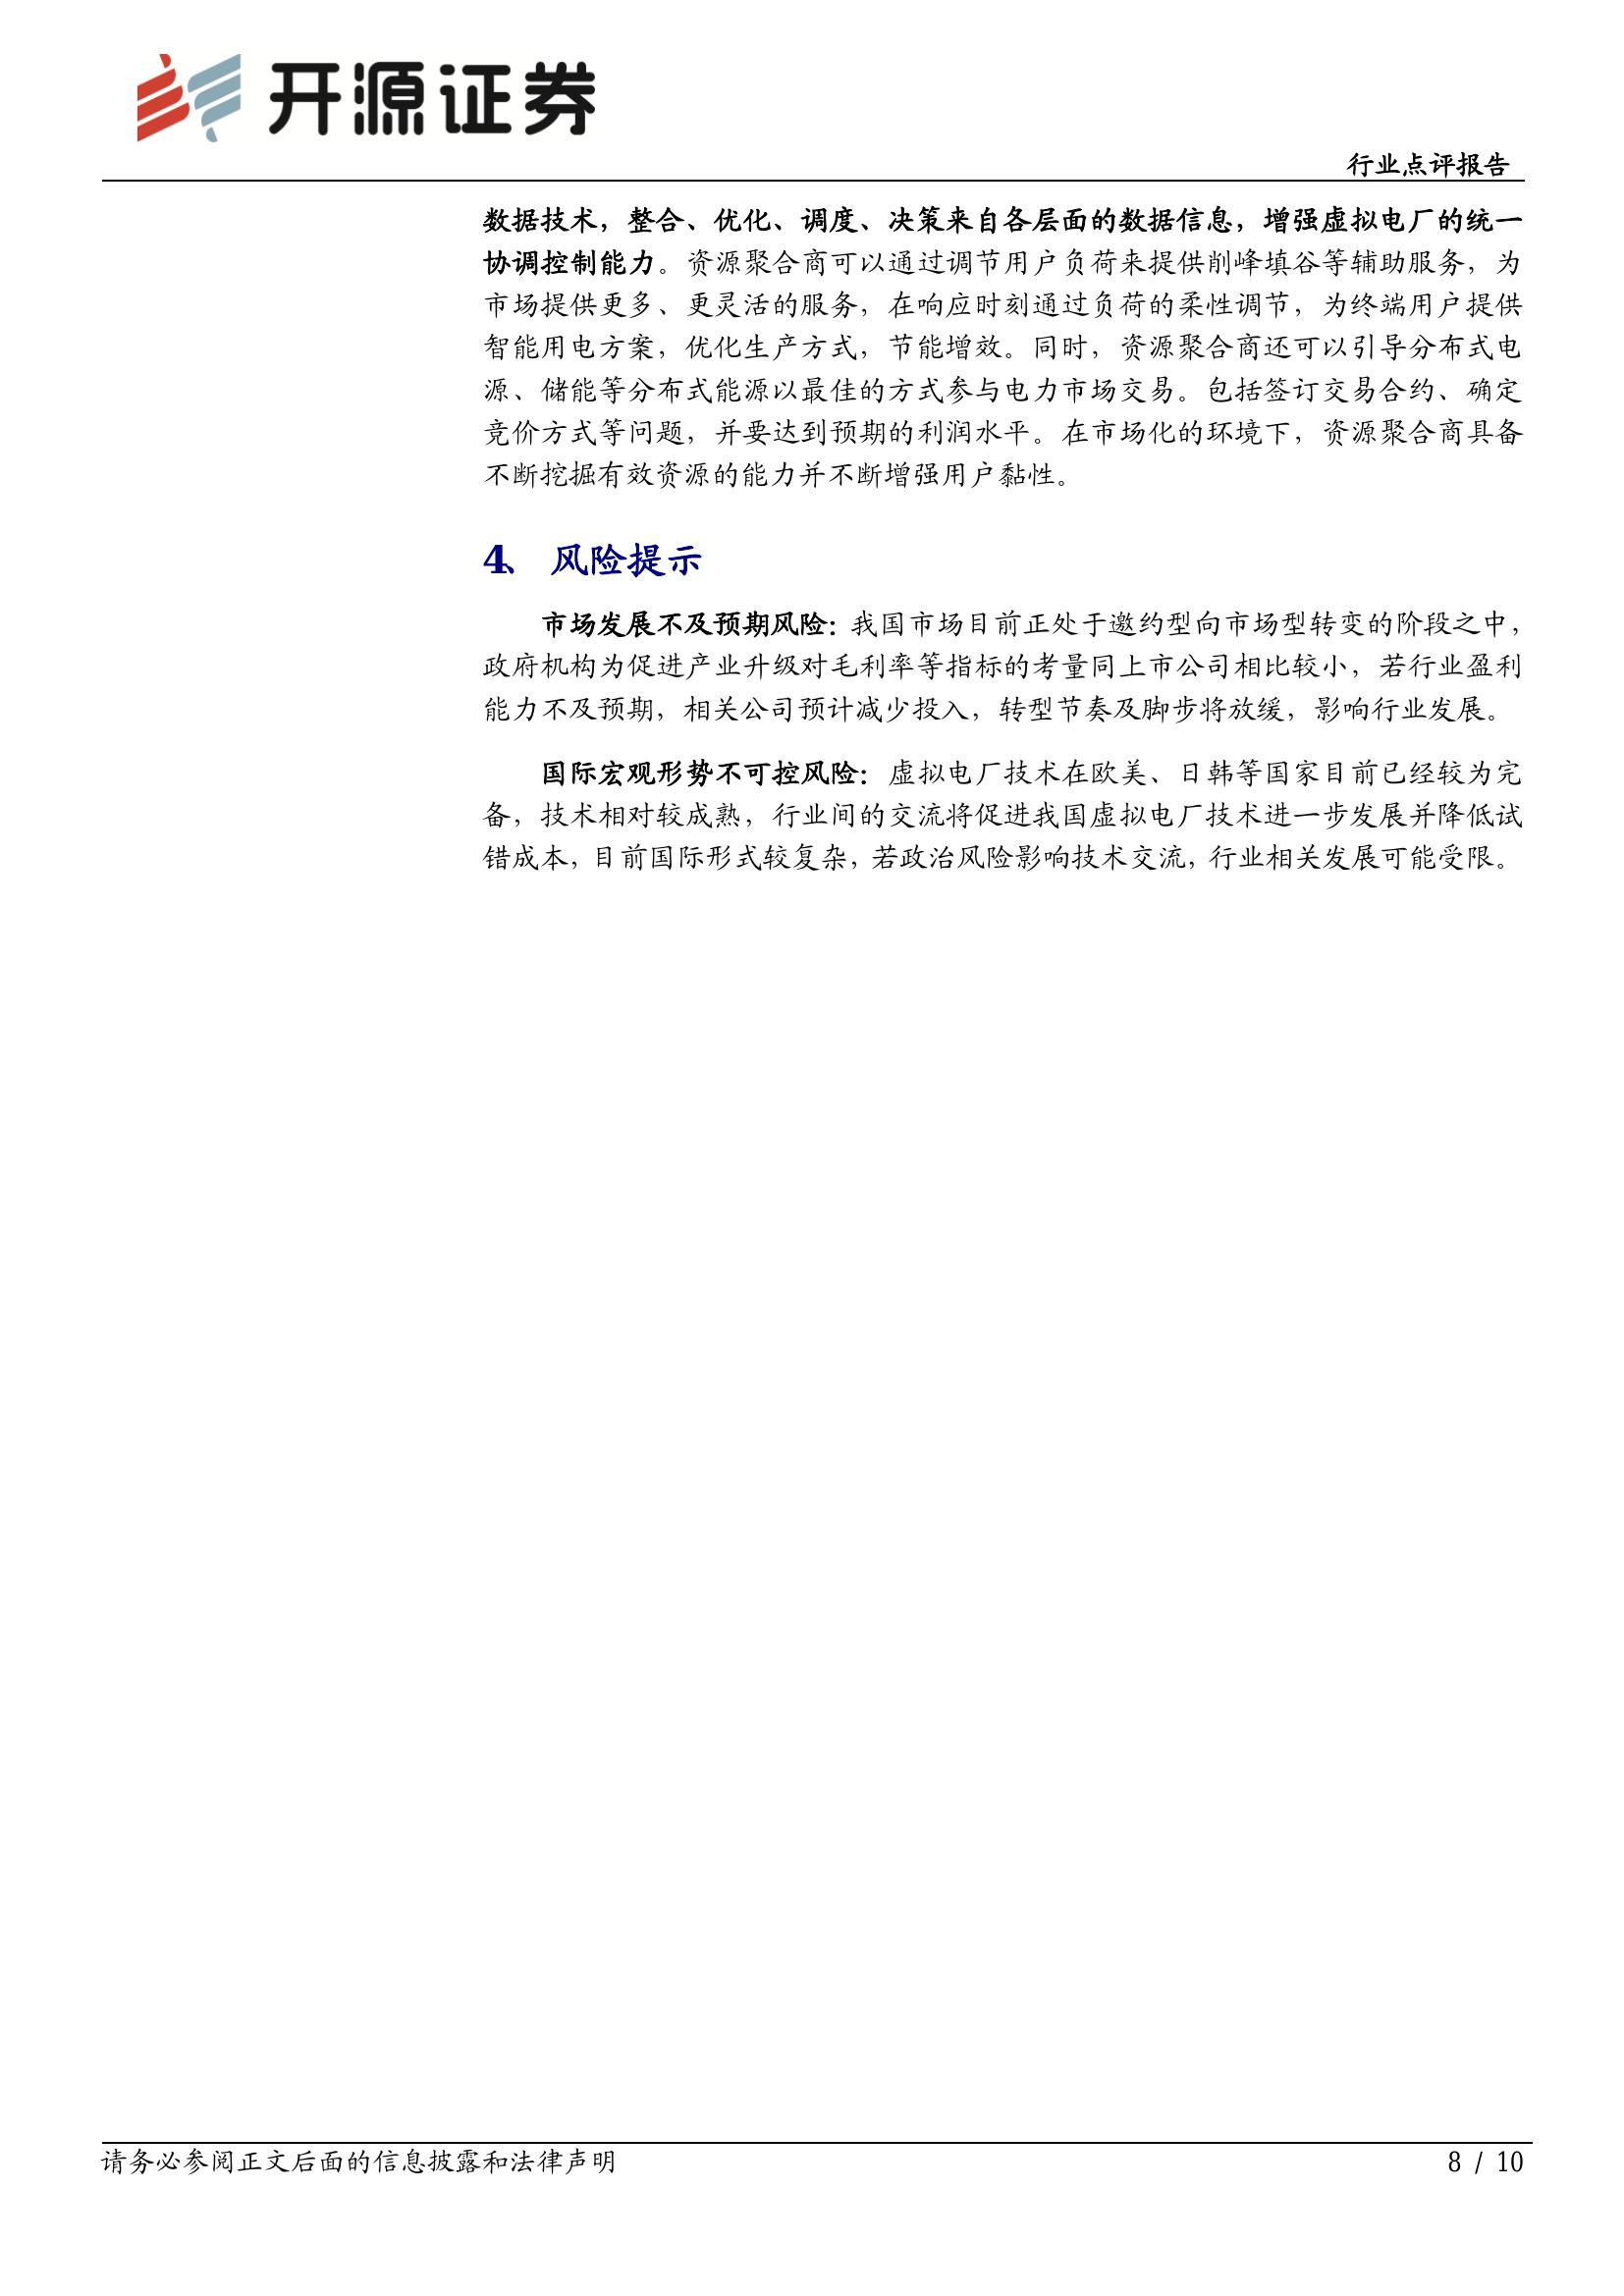 开源证券
行业点评报告
数据技术，整合、优化、调度、决策来自各层面的数据信息，增强虚拟电厂的统一
协调控制能力。资源聚合商可以通过调节用户负荷来提供削峰填谷等辅助服务，为
市场提供更多、更灵活的服务，在响应时刻通过负荷的柔性调节，为终端用户提供
智能用电方案，优化生产方式，节能增效。同时，资源聚合商还可以引导分布式电
源、储能等分布式能源以最佳的方式参与电力市场交易。包括签订交易合约、确定
竞价方式等问题，并要达到预期的利润水平。在市场化的环境下，资源聚合商具备
不断挖掘有效资源的能力并不断增强用户黏性。
4、 风险提示
市场发展不及预期风险：我国市场目前正处于邀约型向市场型转变的阶段之中，
政府机构为促进产业升级对毛利率等指标的考量同上市公司相比较小，若行业盈利
能力不及预期，相关公司预计减少投入，转型节奏及脚步将放缓，影响行业发展。
国际宏观形势不可控风险：虚拟电厂技术在欧美、日韩等国家目前已经较为完
备，技术相对较成熟，行业间的交流将促进我国虚拟电厂技术进一步发展并降低试
错成本，目前国际形式较复杂，若政治风险影响技术交流，行业相关发展可能受限。
请务必参阅正文后面的信息披露和法律声明
8 / 10